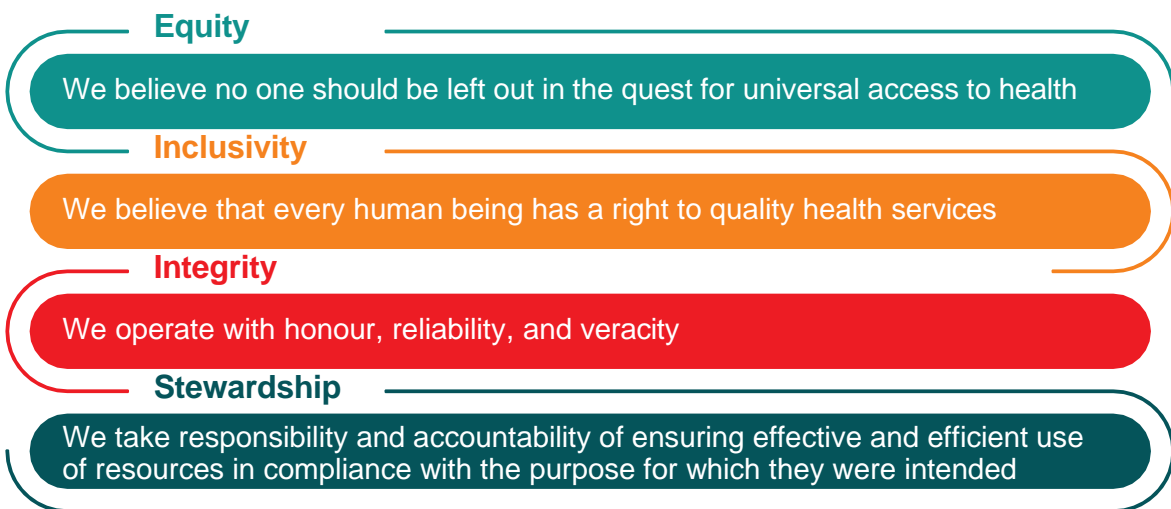 Equity
We believe no one should be left out in the quest for universal access to health
Inclusivity
We believe that every human being has a right to quality health services
Integrity
We operate with honour, reliability, and veracity
Stewardship
We take responsibility and accountability of ensuring effective and efficient use
of resources in compliance with the purpose for which they were intended